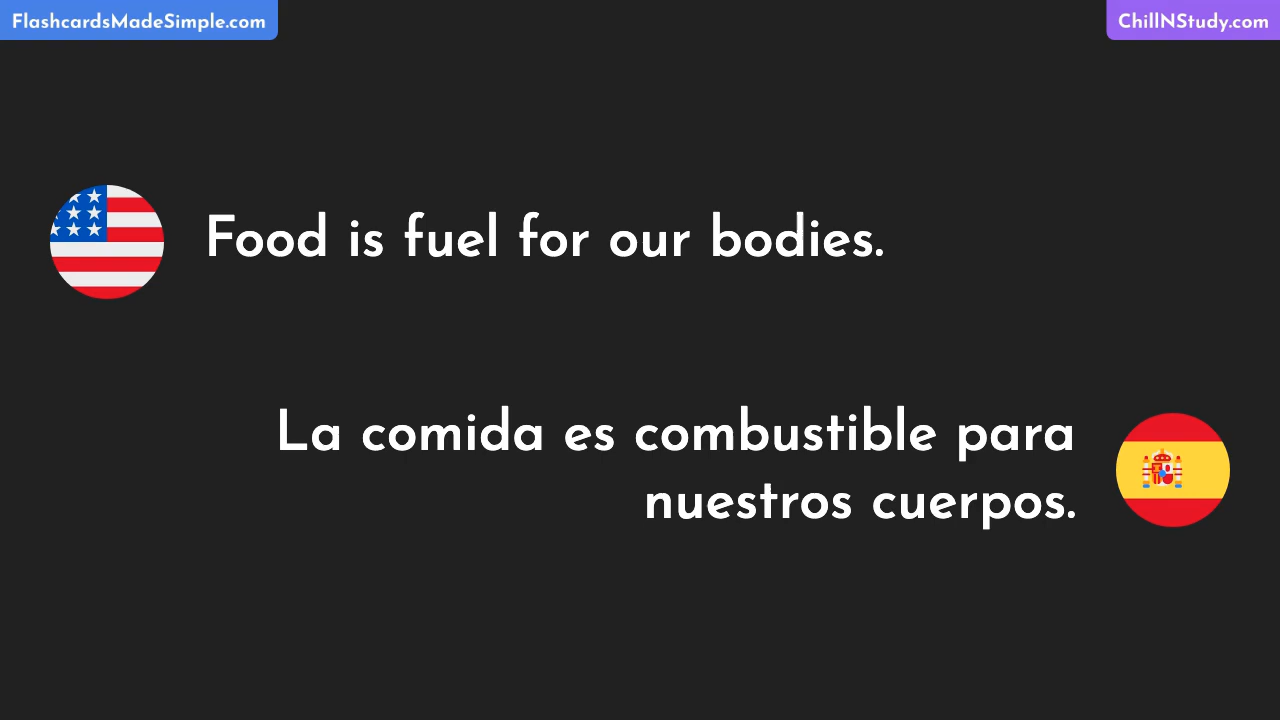 FlashcardsMadeSimple.com
ChillNStudy.com
Food is fuel for our bodies.
La comida es combustible para
nuestros cuerpos.